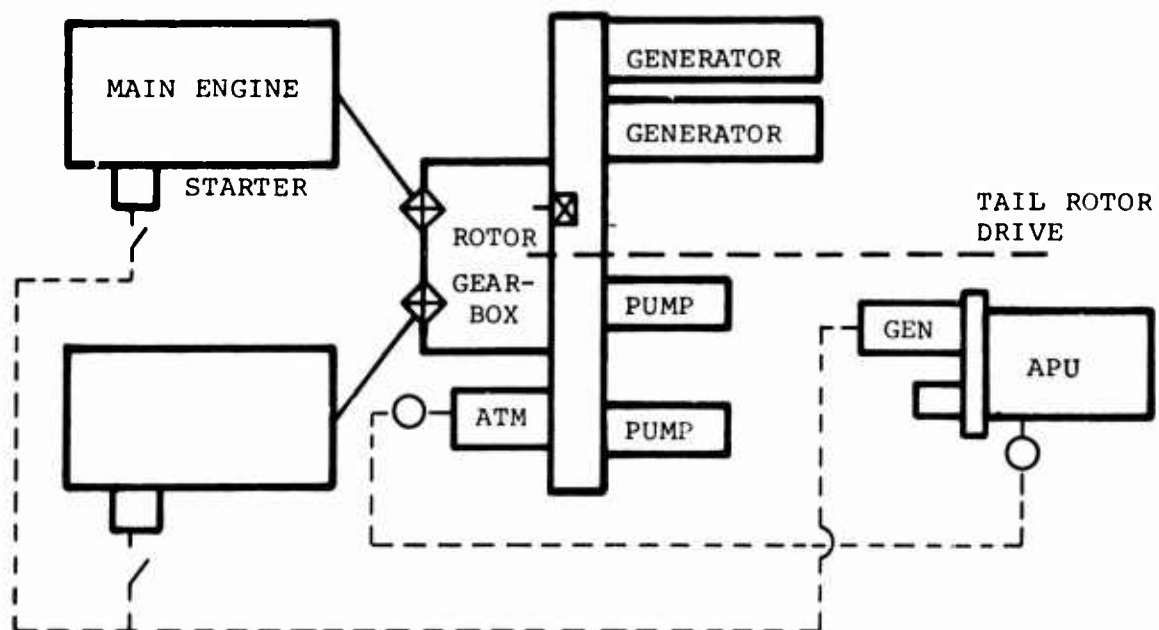 MAIN ENGINE
STARTER
GENERATOR
GENERATOR
ROTOR
GEAR-
BOX
TAIL ROTOR
DRIVE
PUMP
GEN
APU
ATM
PUMP